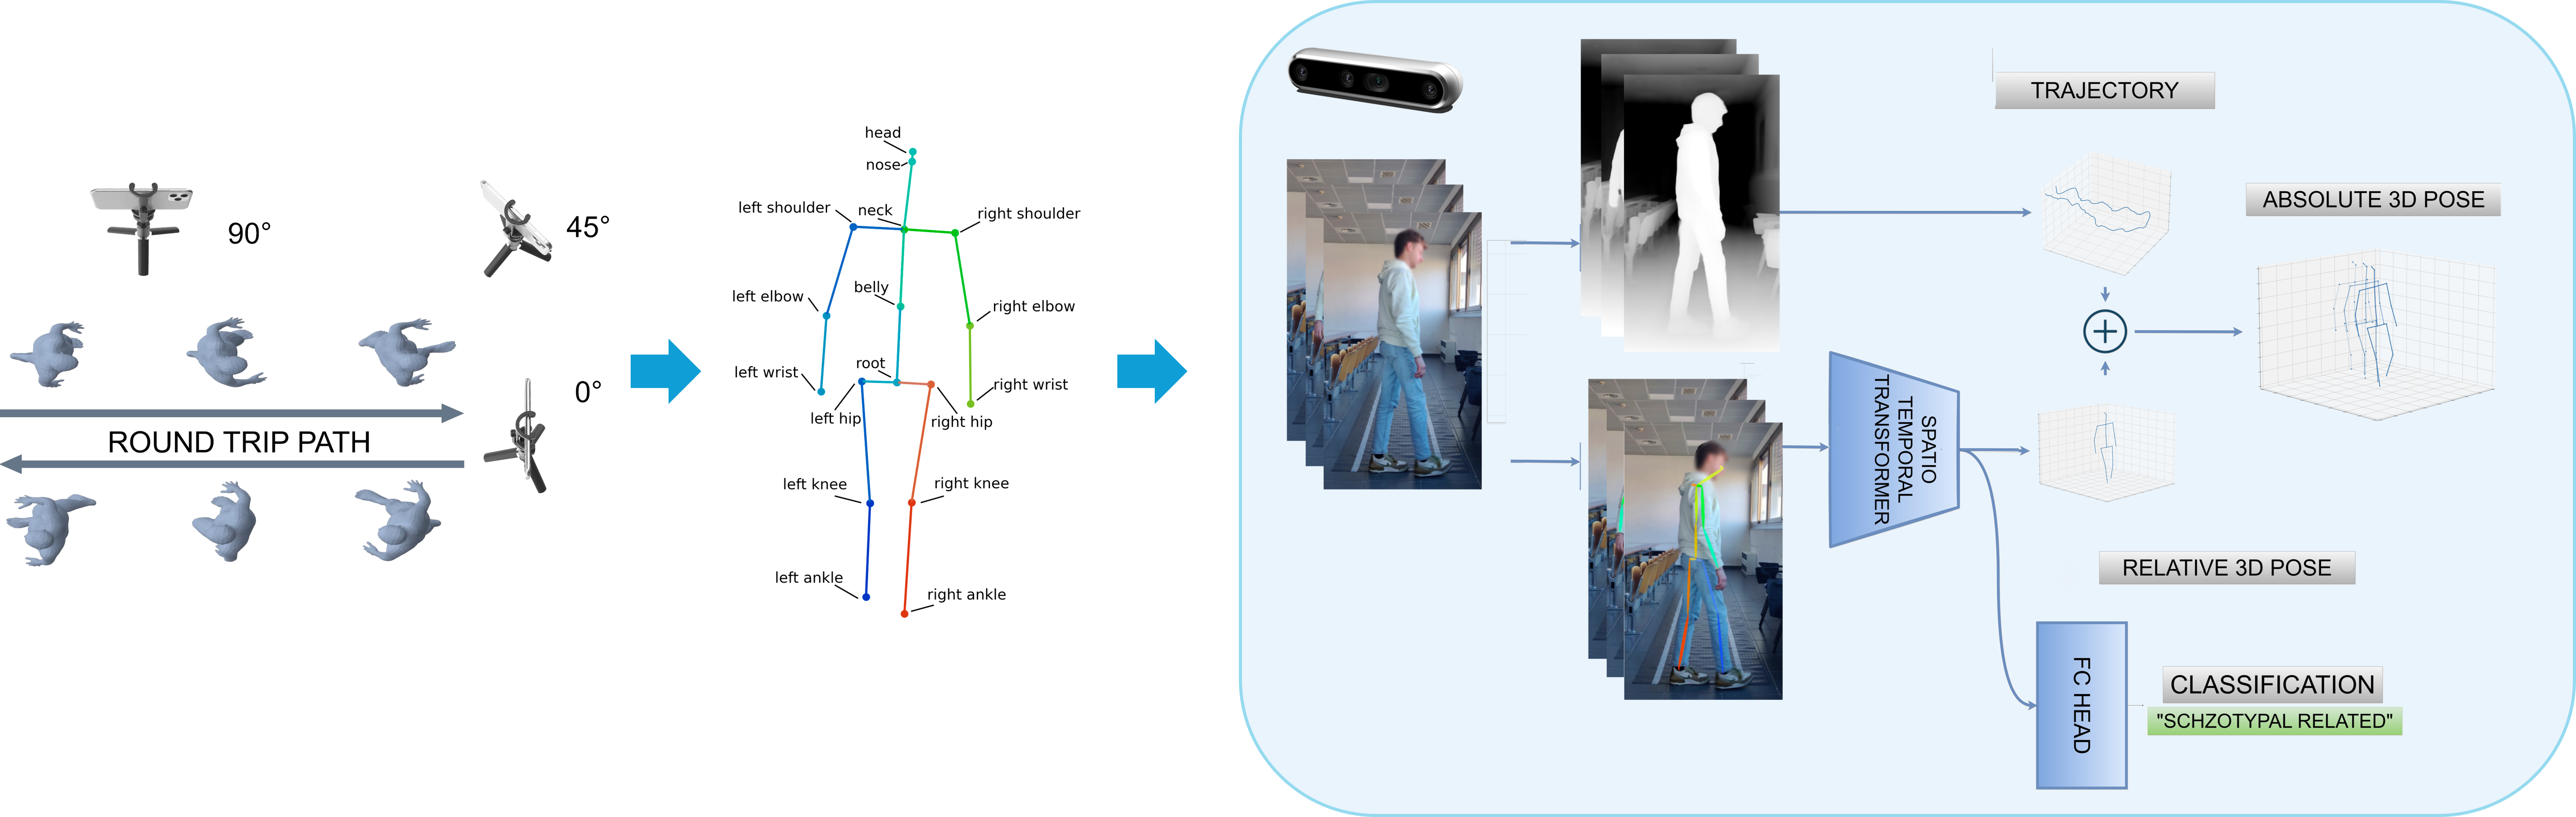 90°
45°
0°
ROUND TRIP PATH
head
nose
left shoulder
neck
right shoulder
left elbow
belly
right elbow
left wrist
root
right wrist
left hip
right hip
left knee
right knee
left ankle
right ankle
TRAJECTORY
ABSOLUTE 3D POSE
SPATIO
TEMPORAL
TRANSFORMER
RELATIVE 3D POSE
FC HEAD
CLASSIFICATION
"SCHZOTYPAL RELATED"